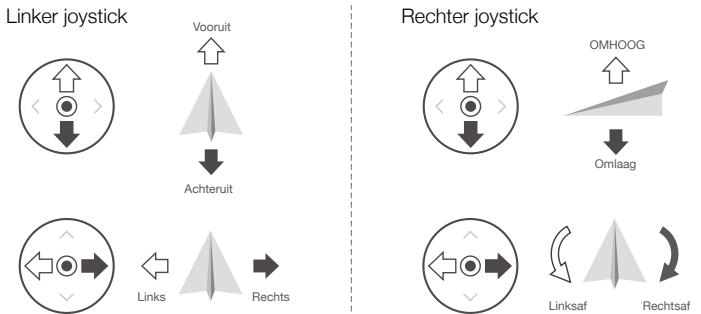 Linker joystick
Vooruit
Achteruit
Links
Rechts
Rechter joystick
OMHOOG
Omlaag
Linksaf
Rechtsaf